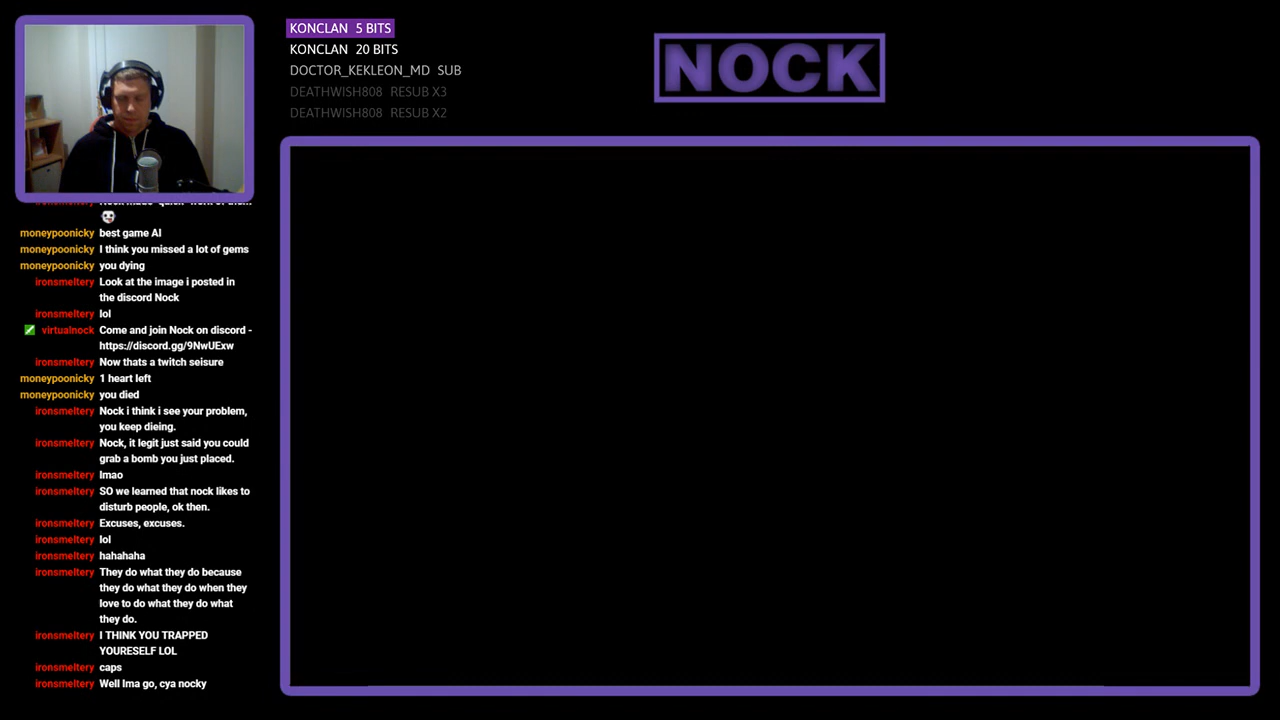 KONCLAN 5 BITS
KONCLAN 20 BITS
DOCTOR_KEKLEON_MD SUB
DEATHWISH808 RESUB X3
DEATHWISH808 RESUB X2
NOCK
moneypoonicky best game AI
moneypoonicky I think you missed a lot of gems
moneypoonicky you dying
ironsmeltery Look at the image i posted in
the discord Nock
ironsmeltery lol
virtualnock Come and join Nock on discord -
https://discord.gg/9NwUExw
ironsmeltery Now thats a twitch seisure
moneypoonicky 1 heart left
moneypoonicky you died
ironsmeltery Nock i think i see your problem,
you keep dieing.
ironsmeltery Nock, it legit just said you could
grab a bomb you just placed.
ironsmeltery lmao
ironsmeltery SO we learned that nock likes to
disturb people, ok then.
ironsmeltery Excuses, excuses.
ironsmeltery lol
ironsmeltery hahahaha
ironsmeltery They do what they do because
they do what they do when they
love to do what they do what
they do.
ironsmeltery I THINK YOU TRAPPED
YOURESELF LOL
ironsmeltery caps
ironsmeltery Well Ima go, cya nocky